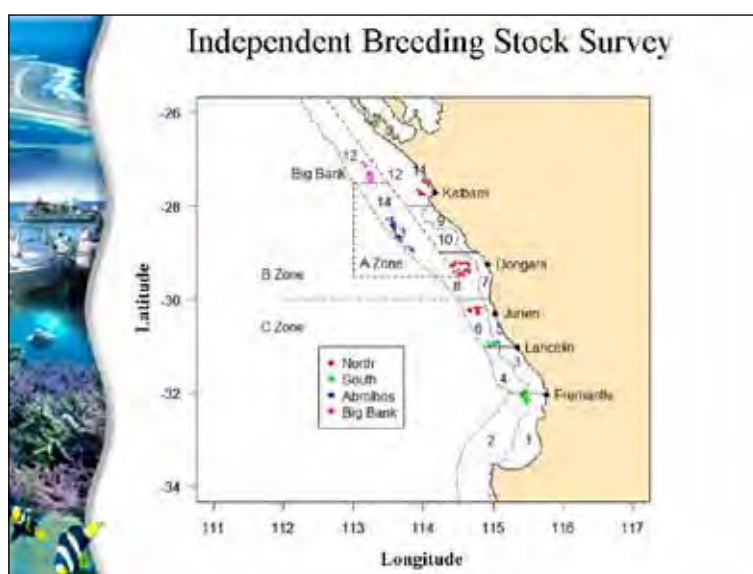 Independent Breeding Stock Survey
Latitude
-26
-28
-30
-32
-34
Big Bank
12
12
11
Kalbarri
14
9
10
A Zone
B Zone
8
7
Dongara
C Zone
6
5
Jurien
Lancelin
3
4
Fremantle
2
1
North
South
Abrolhos
Big Bank
111
112
113
114
115
116
117
Longitude